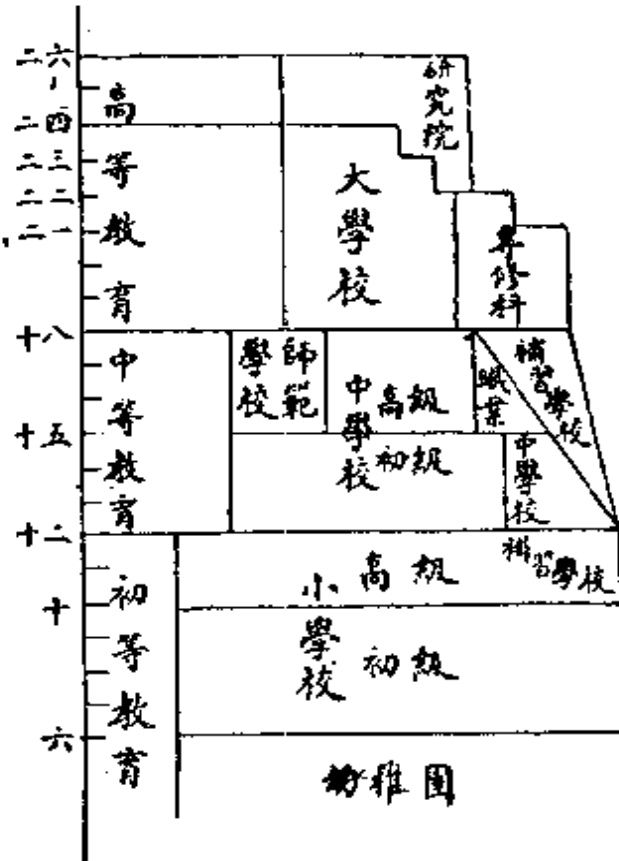 二六
二四
二三
二二
二一
十八
十五
十二
十
六
高等教育
中等教育
初等教育
研究院
大學校
專修科
師範
學校
中學校
高級
初級
職業
中學校
補習學校
補習學校
小學校
高級
初級
幼稚園